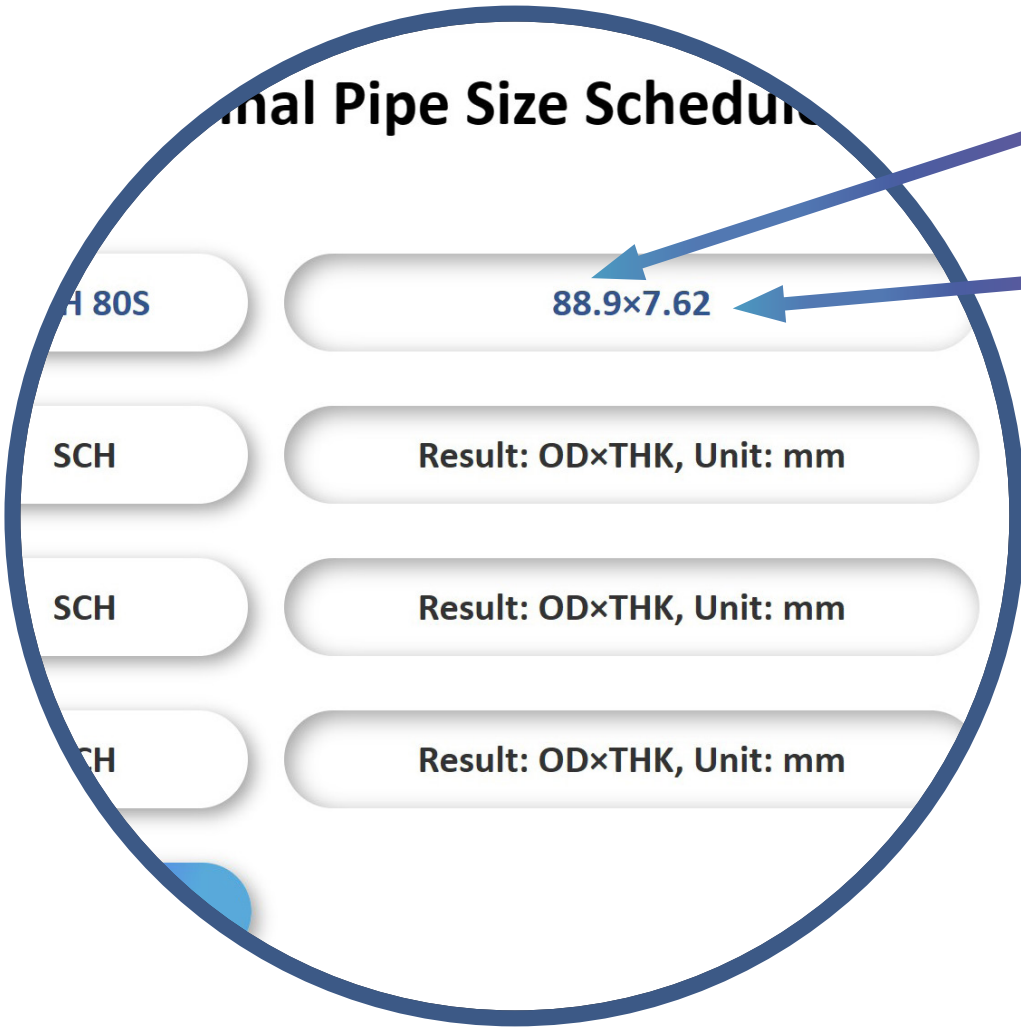 nal Pipe Size Schedule
H 80S
88.9×7.62
SCH
Result: OD×THK, Unit: mm
SCH
Result: OD×THK, Unit: mm
CH
Result: OD×THK, Unit: mm